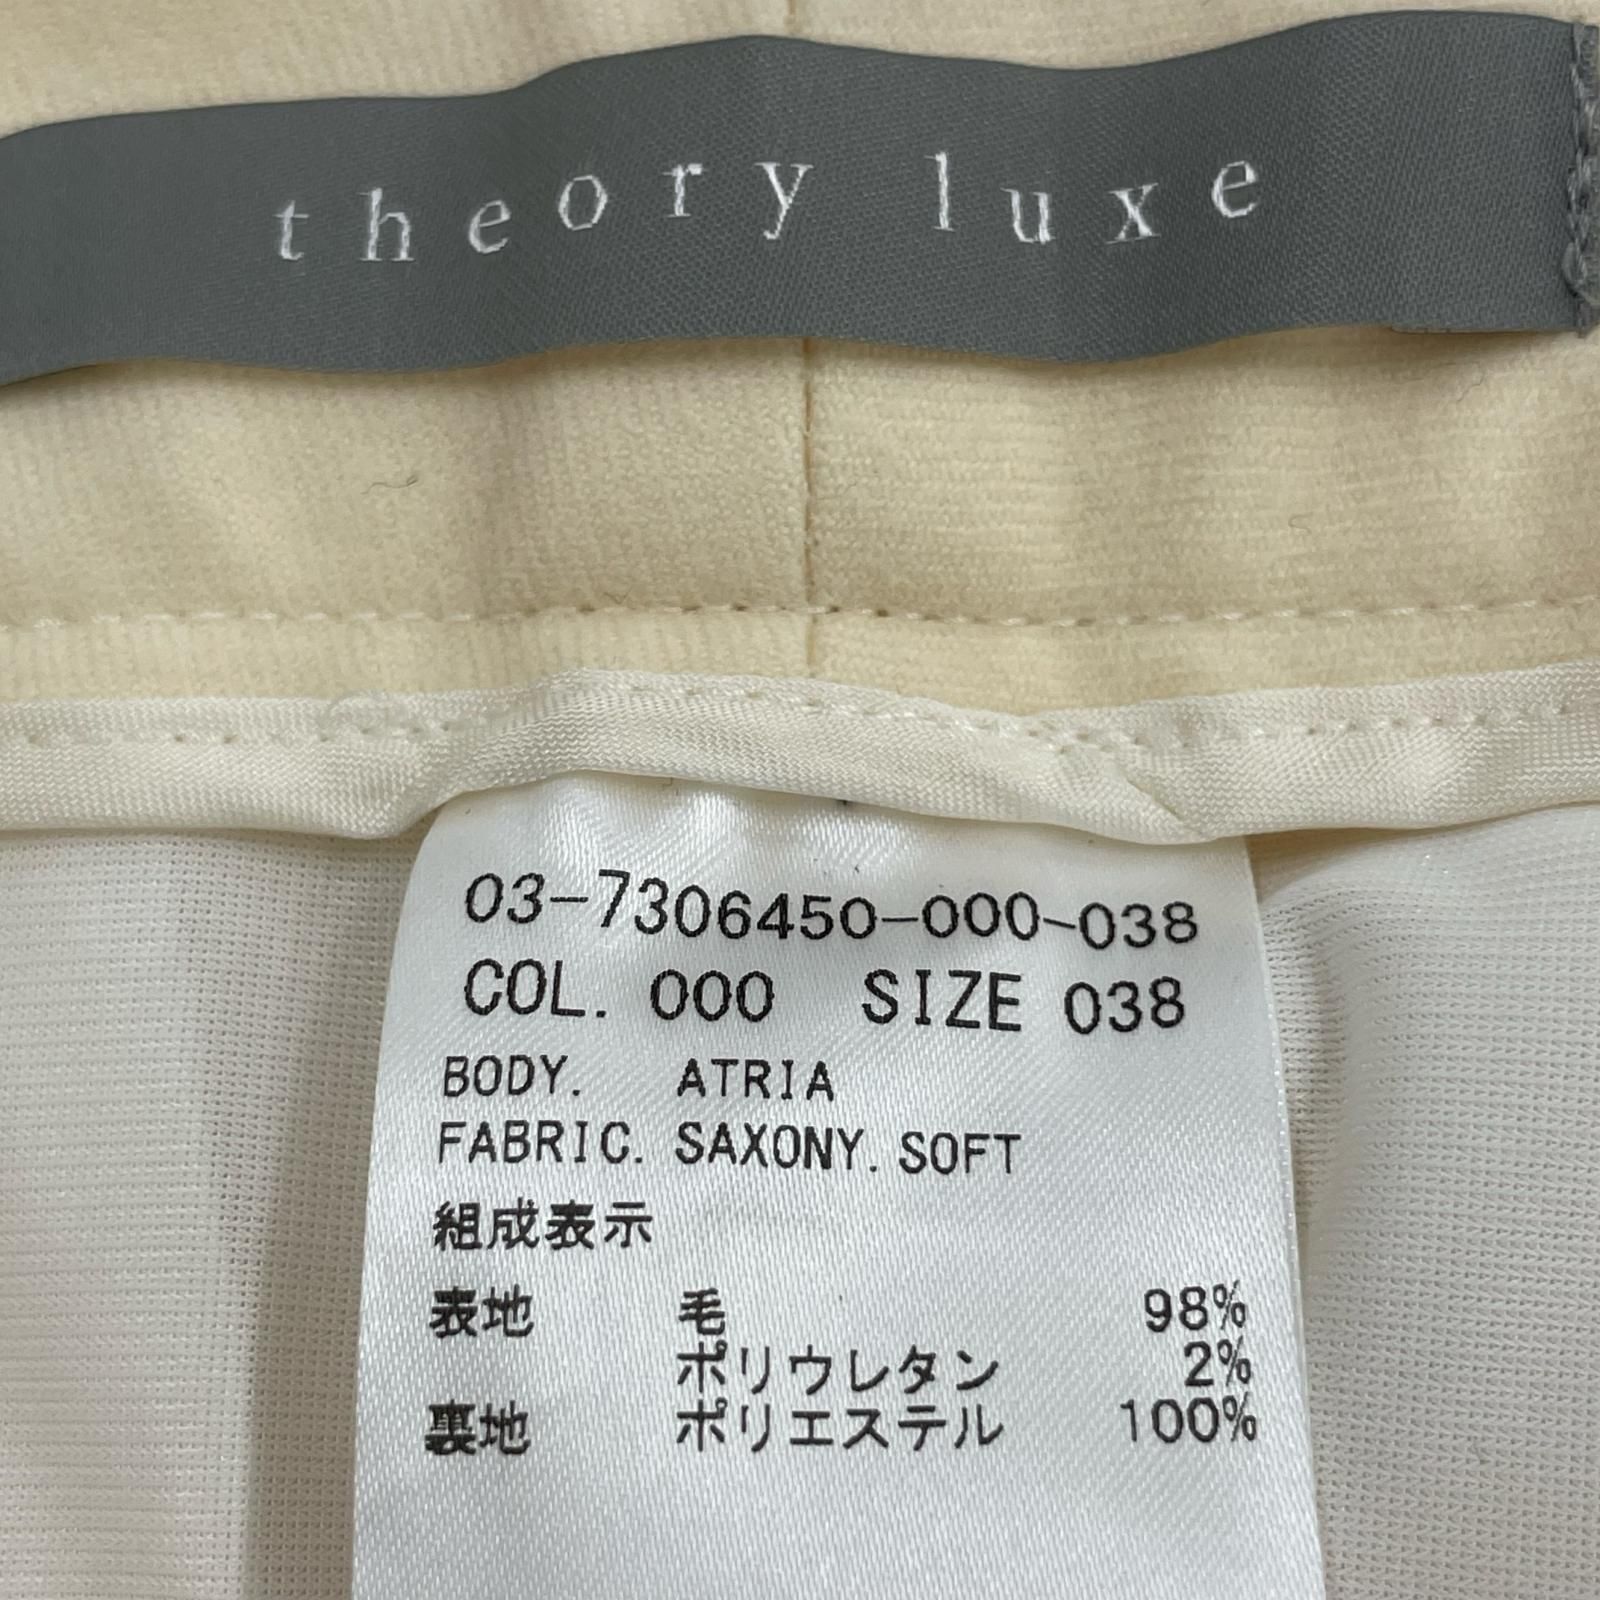 theory luxe
03-7306450-000-038
COL. 000 SIZE 038
BODY. ATRIA
FABRIC. SAXONY. SOFT
組成表示
表地 毛 98%
ポリウレタン 2%
裏地 ポリエステル 100%